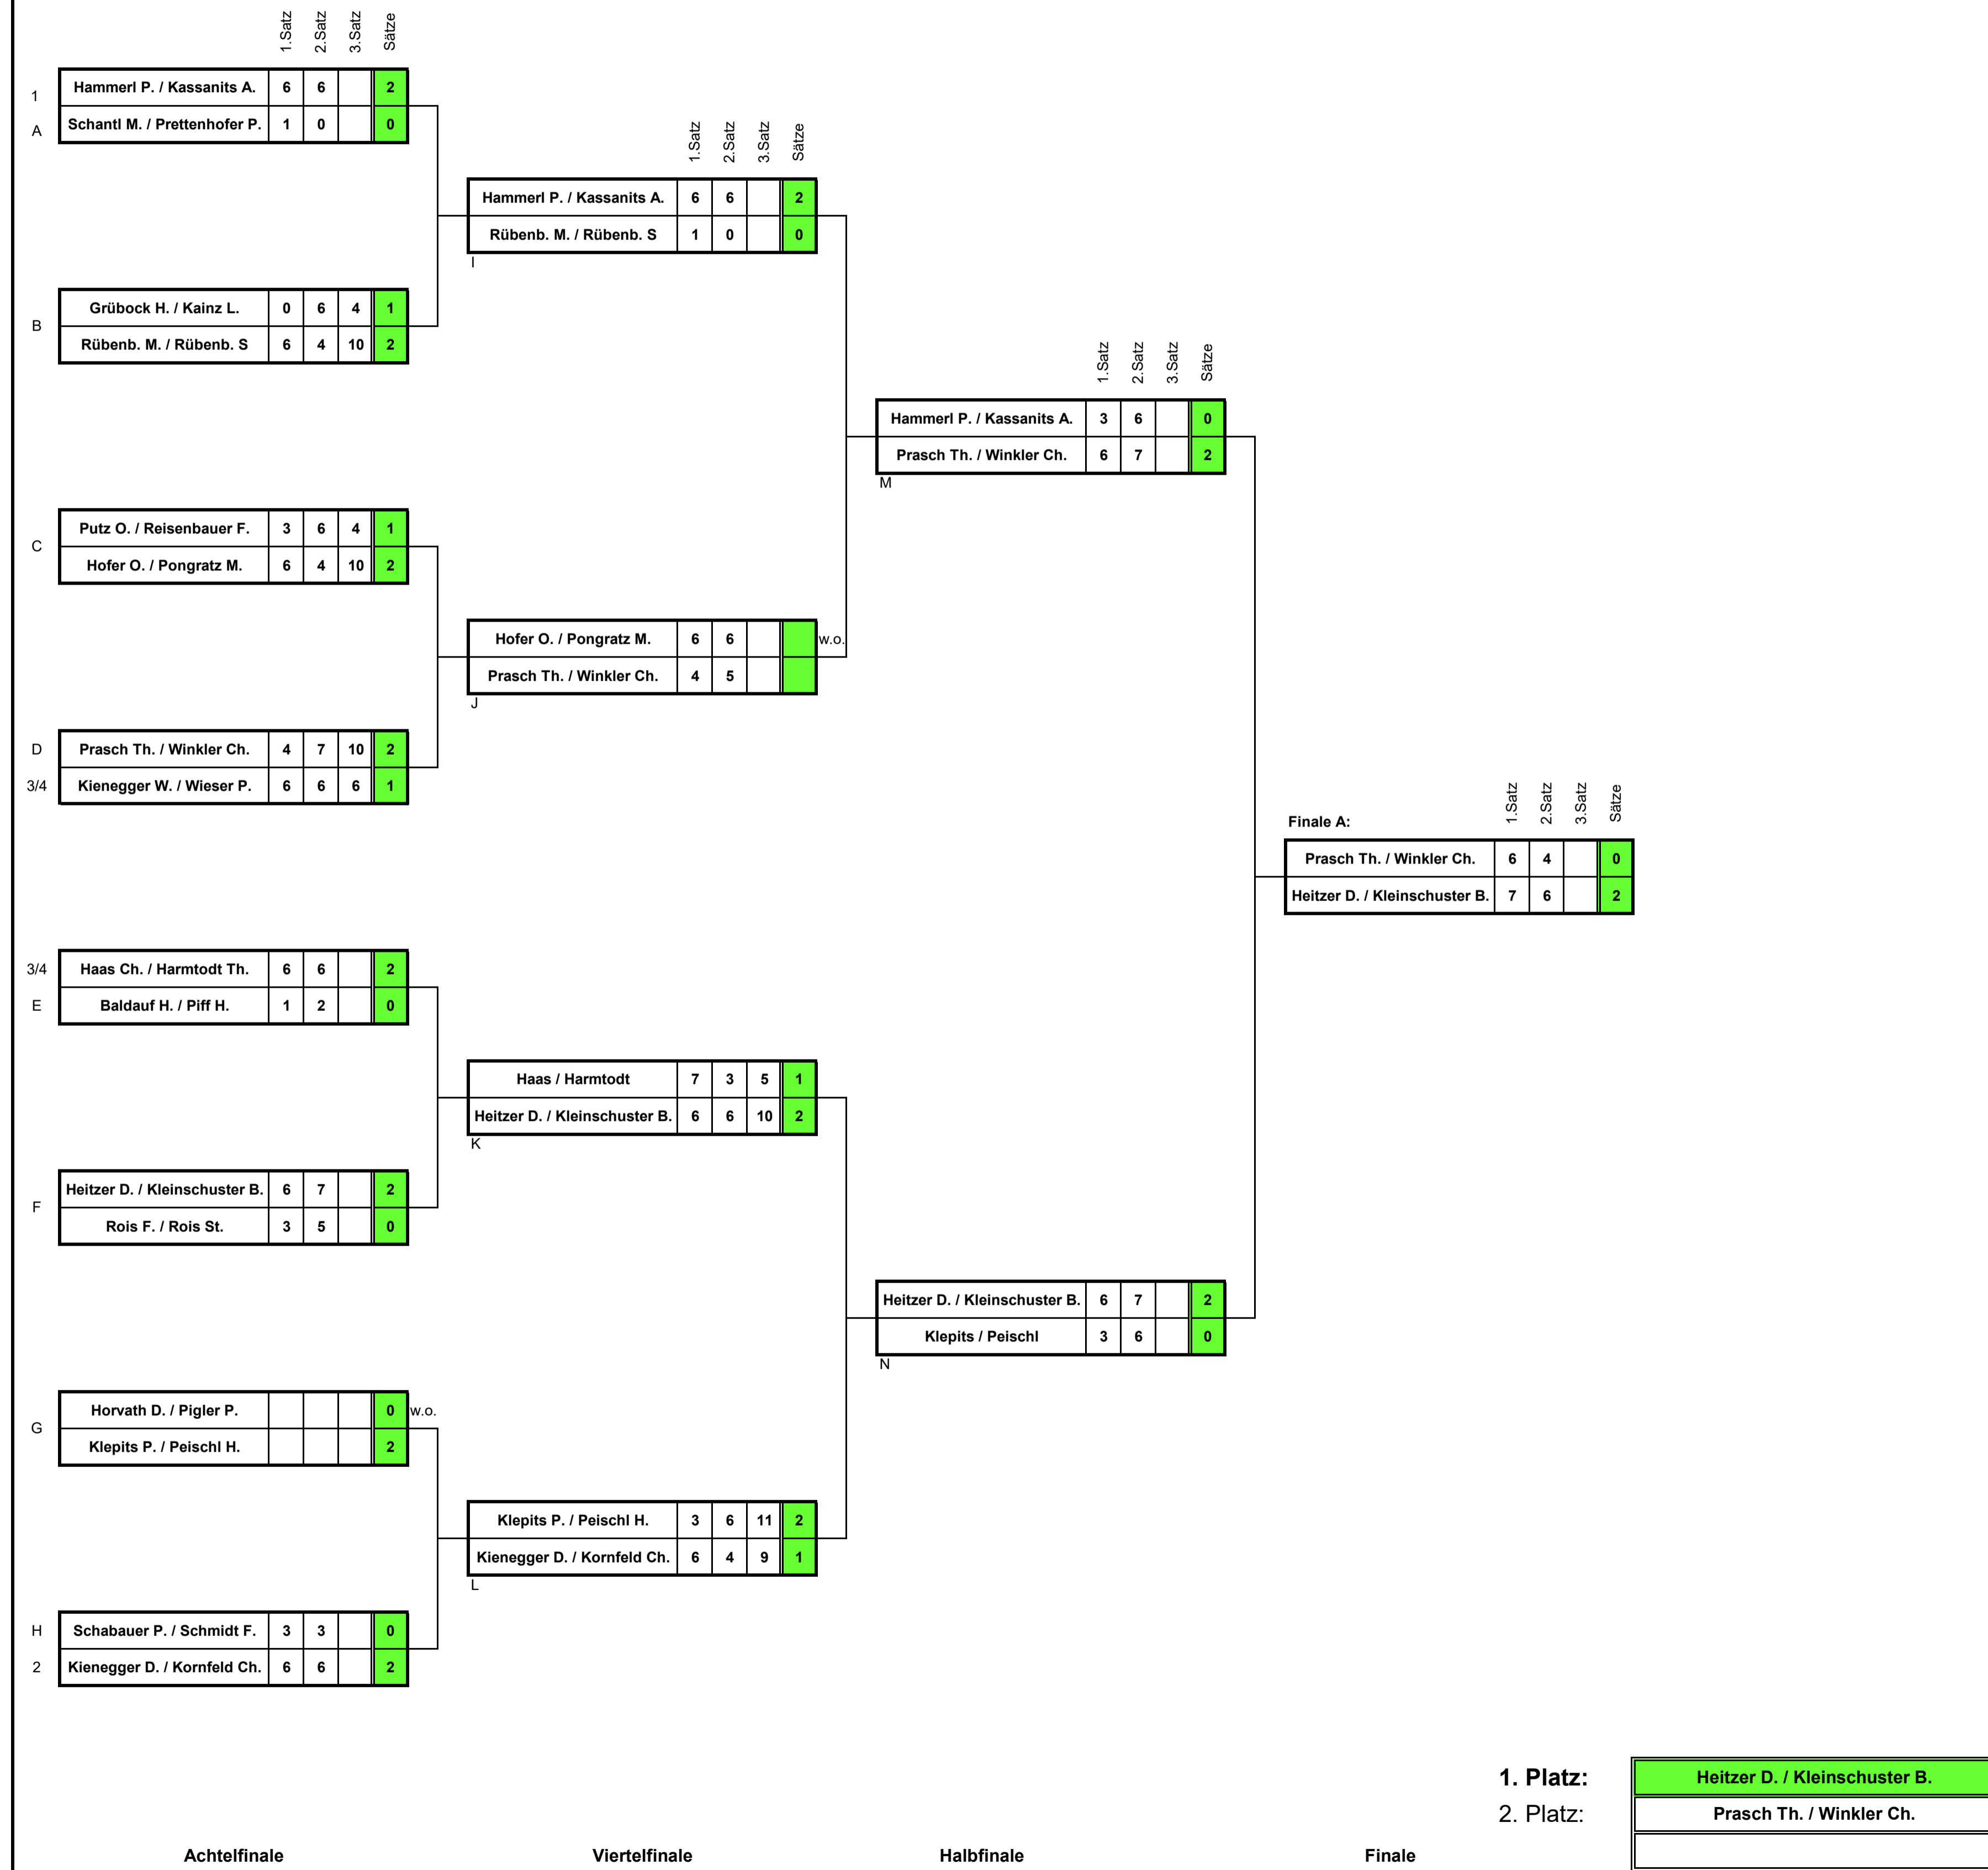 1.Satz 2.Satz 3.Satz Sätze
1 Hammerl P. / Kassanits A. 6 6 2
A Schantl M. / Prettenhofer P. 1 0 0
1.Satz 2.Satz 3.Satz Sätze
Hammerl P. / Kassanits A. 6 6 2
Rübenb. M. / Rübenb. S 1 0 0
I
B
Grübock H. / Kainz L. 0 6 4 1
Rübenb. M. / Rübenb. S 6 4 10 2
1.Satz 2.Satz 3.Satz Sätze
Hammerl P. / Kassanits A. 3 6 0
Prasch Th. / Winkler Ch. 6 7 2
M
C
Putz O. / Reisenbauer F. 3 6 4 1
Hofer O. / Pongratz M. 6 4 10 2
Hofer O. / Pongratz M. 6 6 w.o.
Prasch Th. / Winkler Ch. 4 5
J
D Prasch Th. / Winkler Ch. 4 7 10 2
3/4 Kienegger W. / Wieser P. 6 6 6 1
Finale A: 1.Satz 2.Satz 3.Satz Sätze
Prasch Th. / Winkler Ch. 6 4 0
Heitzer D. / Kleinschuster B. 7 6 2
3/4 Haas Ch. / Harmtodt Th. 6 6 2
E Baldauf H. / Piff H. 1 2 0
Haas / Harmtodt 7 3 5 1
Heitzer D. / Kleinschuster B. 6 6 10 2
K
F
Heitzer D. / Kleinschuster B. 6 7 2
Rois F. / Rois St. 3 5 0
Heitzer D. / Kleinschuster B. 6 7 2
Klepits / Peischl 3 6 0
N
G
Horvath D. / Pigler P. 0 w.o.
Klepits P. / Peischl H. 2
Klepits P. / Peischl H. 3 6 11 2
Kienegger D. / Kornfeld Ch. 6 4 9 1
L
H Schabauer P. / Schmidt F. 3 3 0
2 Kienegger D. / Kornfeld Ch. 6 6 2
1. Platz: Heitzer D. / Kleinschuster B.
2. Platz: Prasch Th. / Winkler Ch.
Achtelfinale Viertelfinale Halbfinale Finale